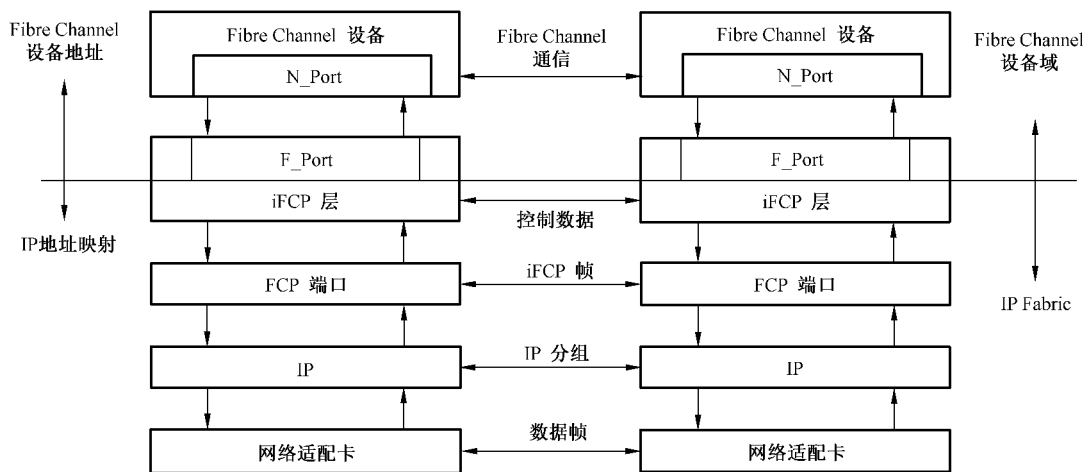 Fibre Channel
设备地址
Fibre Channel 设备
N_Port
Fibre Channel
通信
Fibre Channel 设备
N_Port
Fibre Channel
设备域
F_Port
F_Port
iFCP 层
控制数据
iFCP 层
IP地址映射
FCP 端口
iFCP 帧
FCP 端口
IP Fabric
IP
IP 分组
IP
网络适配卡
数据帧
网络适配卡